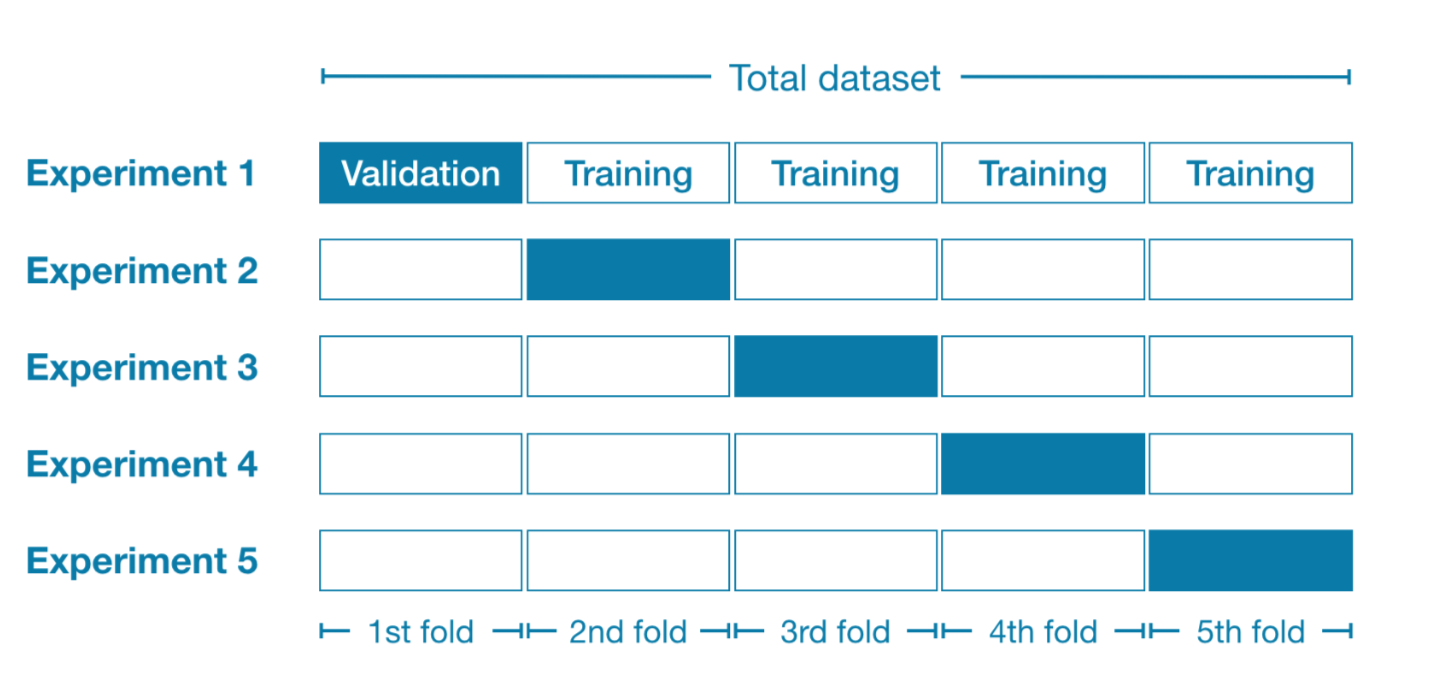 Total dataset
Experiment 1 Validation Training Training Training Training
Experiment 2
Experiment 3
Experiment 4
Experiment 5
1st fold 2nd fold 3rd fold 4th fold 5th fold